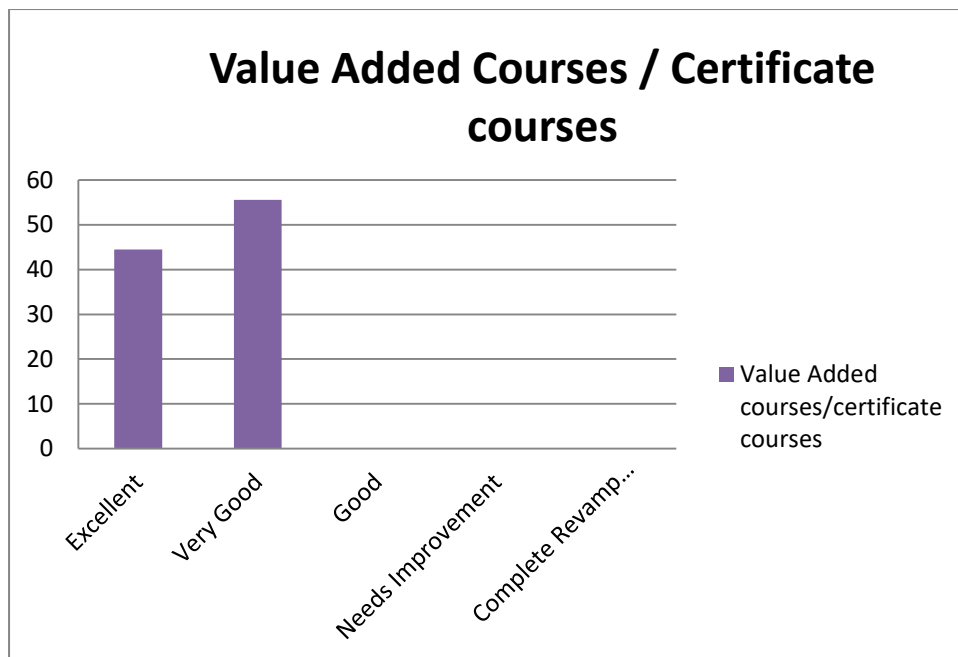 Value Added Courses / Certificate
courses
60
50
40
30
20
10
0
Excellent
Very Good
Good
Needs Improvement
Complete Revamp...
Value Added
courses/certificate
courses